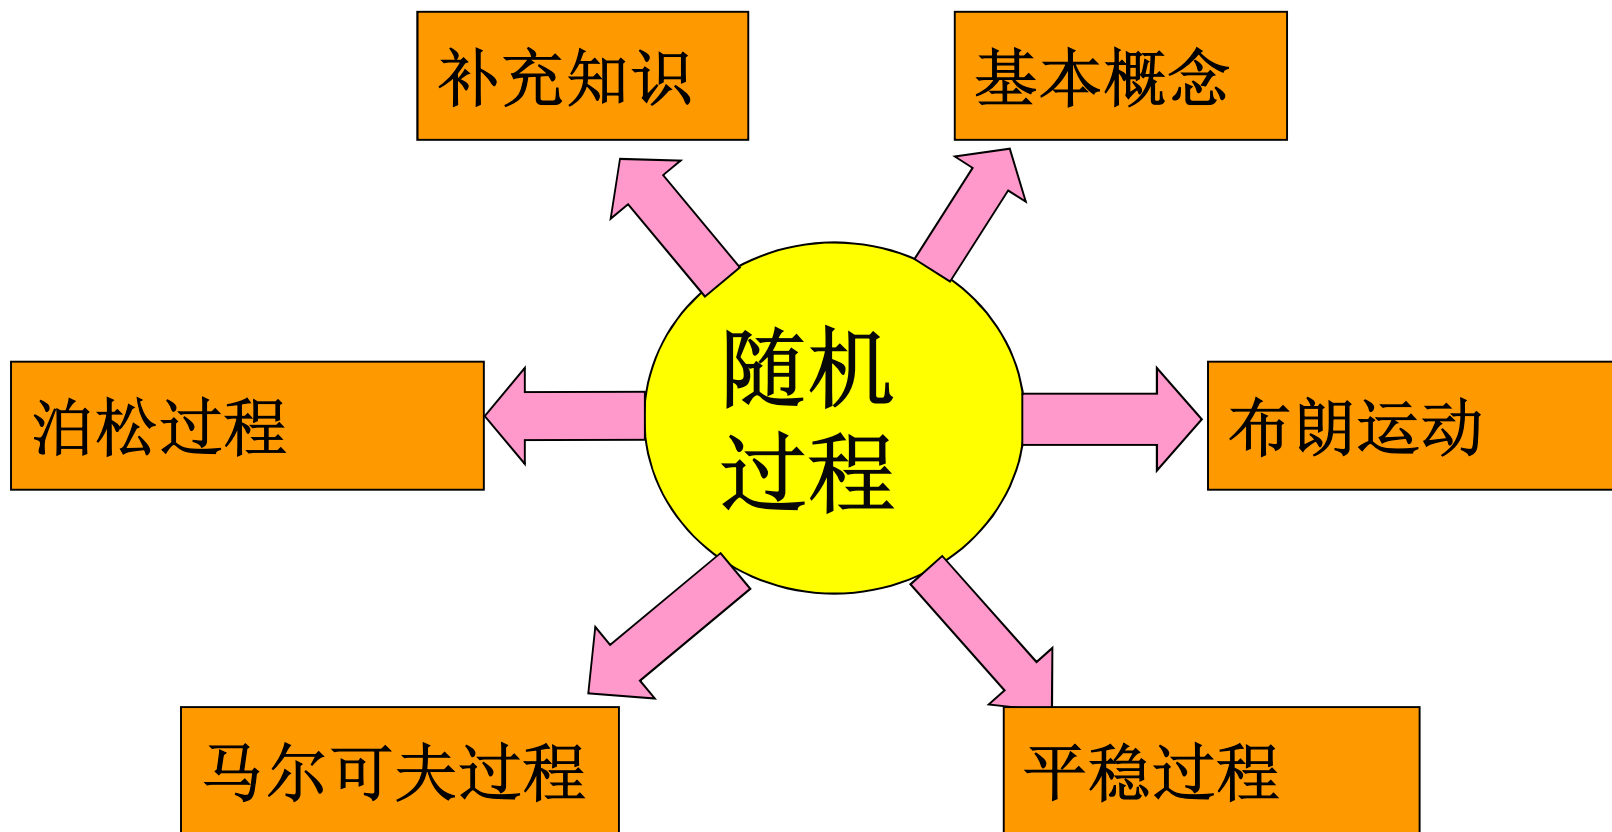 补充知识
基本概念
随机
过程
泊松过程
布朗运动
马尔可夫过程
平稳过程